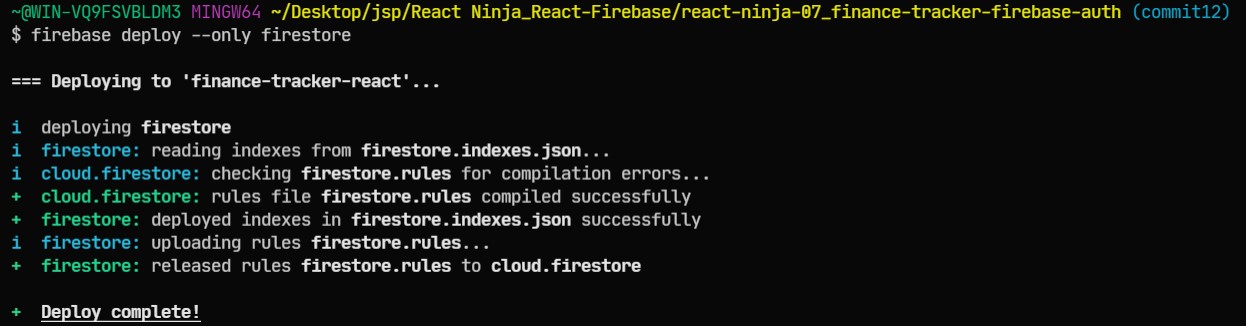 ~@WIN-VQ9FSVBLDM3 MINGW64 ~/Desktop/jsp/React Ninja_React-Firebase/react-ninja-07_finance-tracker-firebase-auth (commit12)
$ firebase deploy --only firestore
=== Deploying to 'finance-tracker-react'...
i deploying firestore
i firestore: reading indexes from firestore.indexes.json...
i cloud.firestore: checking firestore.rules for compilation errors...
+ cloud.firestore: rules file firestore.rules compiled successfully
+ firestore: deployed indexes in firestore.indexes.json successfully
i firestore: uploading rules firestore.rules...
+ firestore: released rules firestore.rules to cloud.firestore
+ Deploy complete!